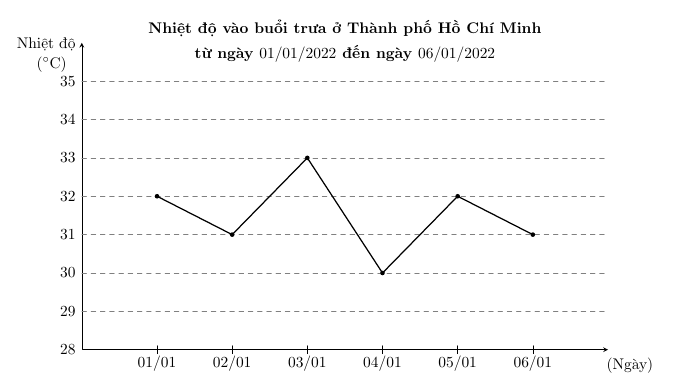 Nhiệt độ vào buổi trưa ở Thành phố Hồ Chí Minh
từ ngày 01/01/2022 đến ngày 06/01/2022
Nhiệt độ
(°C)
35
34
33
32
31
30
29
28
01/01 02/01 03/01 04/01 05/01 06/01 (Ngày)